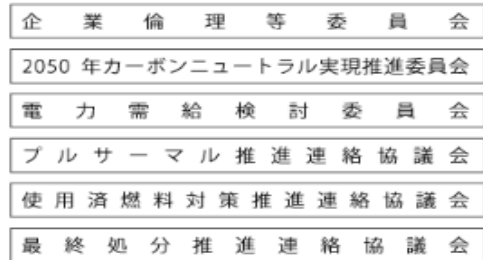 企業倫理等委員会
2050年カーボンニュートラル実現推進委員会
電力需給検討委員会
プルサーマル推進連絡協議会
使用済燃料対策推進連絡協議会
最終処分推進連絡協議会